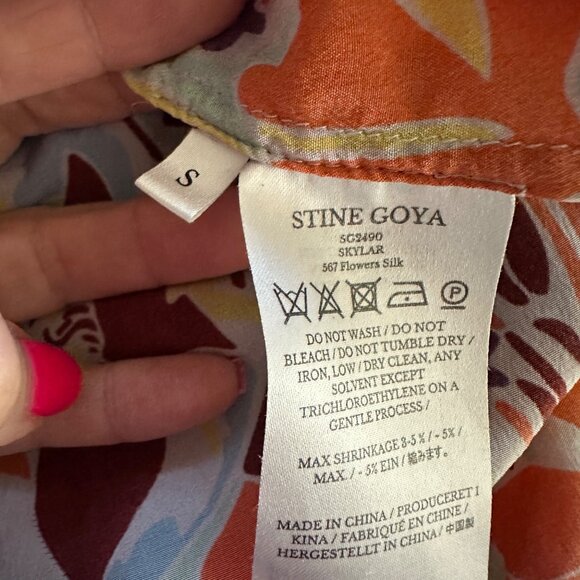 S
STINE GOYA
SG2490
SKYLAR
567 Flowers Silk
P
DO NOT WASH / DO NOT
BLEACH / DO NOT TUMBLE DRY /
IRON, LOW / DRY CLEAN, ANY
SOLVENT EXCEPT
TRICHLOROETHYLENE ON A
GENTLE PROCESS /
MAX SHRINKAGE 3-5 % / - 5% /
MAX. / - 5% EIN / 縮みます。
MADE IN CHINA / PRODUCERET I
KINA / FABRIQUÉ EN CHINE /
HERGESTELLT IN CHINA / 中国製